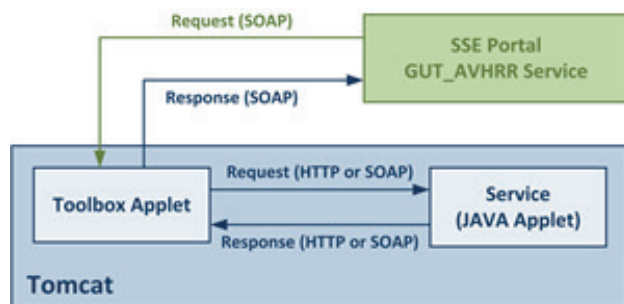 Request (SOAP)
SSE Portal
GUT_AVHRR Service
Response (SOAP)
Request (HTTP or SOAP)
Toolbox Applet
Service
(JAVA Applet)
Response (HTTP or SOAP)
Tomcat